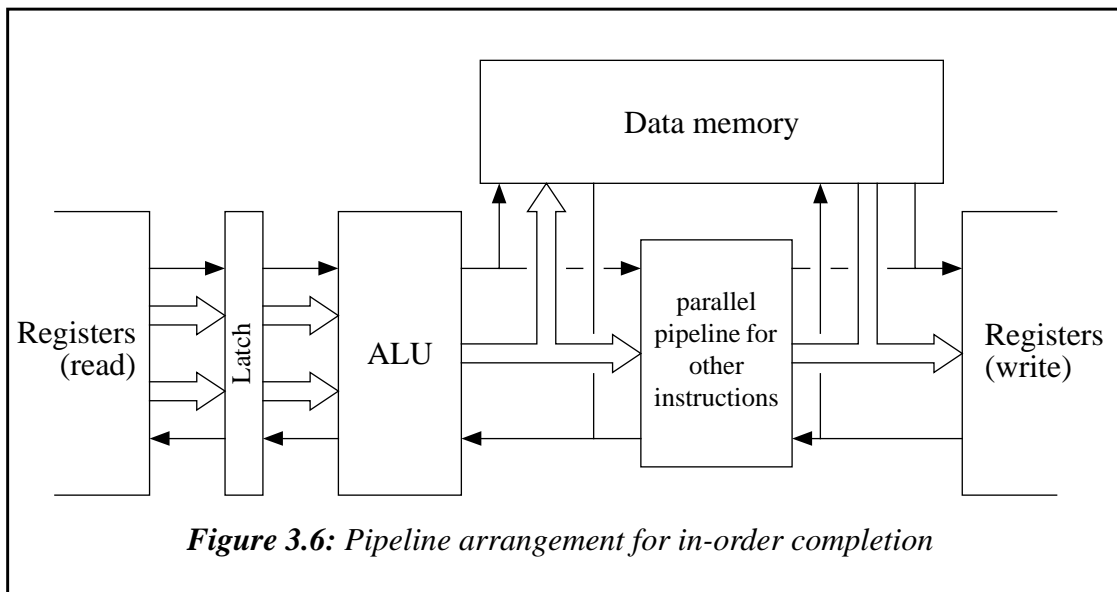 Data memory
Registers
(read)
Latch
ALU
parallel
pipeline for
other
instructions
Registers
(write)
Figure 3.6: Pipeline arrangement for in-order completion